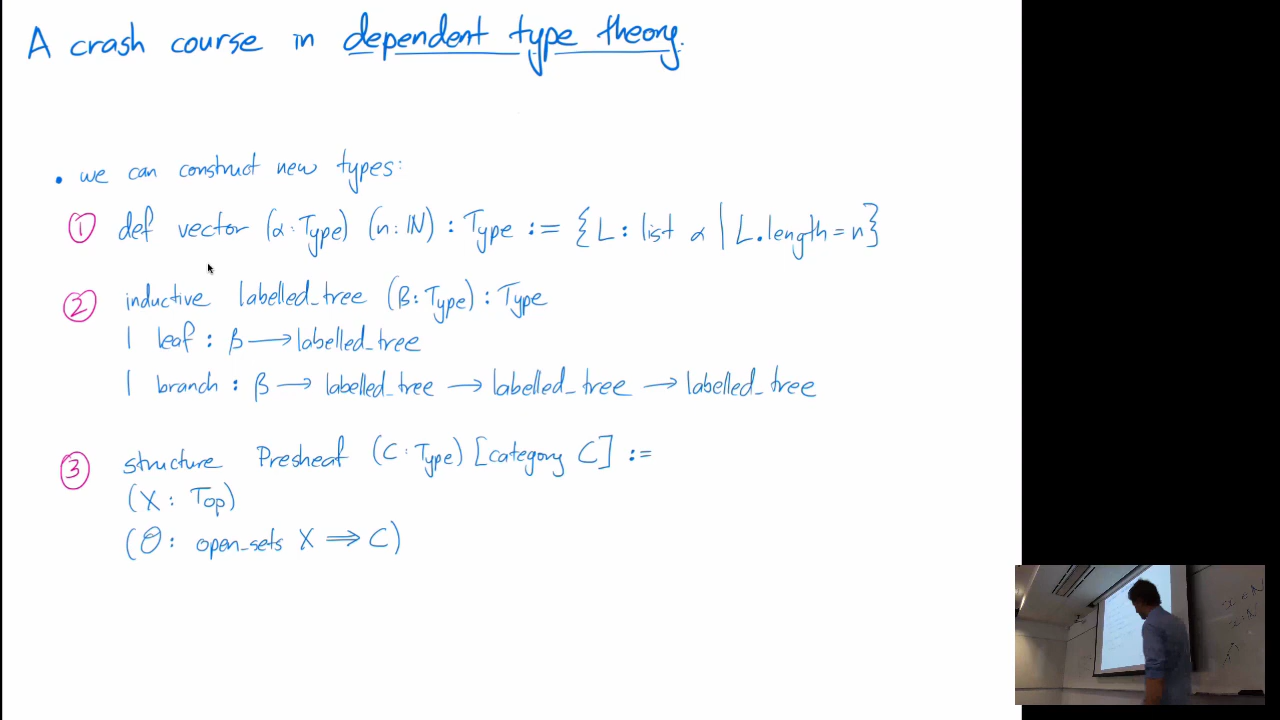 A crash course in dependent type theory.
• we can construct new types:
① def vector (α : Type) (n : ℕ) : Type := { L : list α | L.length = n }
② inductive labelled_tree (β : Type) : Type
| leaf : β ⟶ labelled_tree
| branch : β ⟶ labelled_tree ⟶ labelled_tree ⟶ labelled_tree
③ structure Presheaf (C : Type) [category C] :=
(X : Top)
(𝒪 : open_sets X ⟹ C)